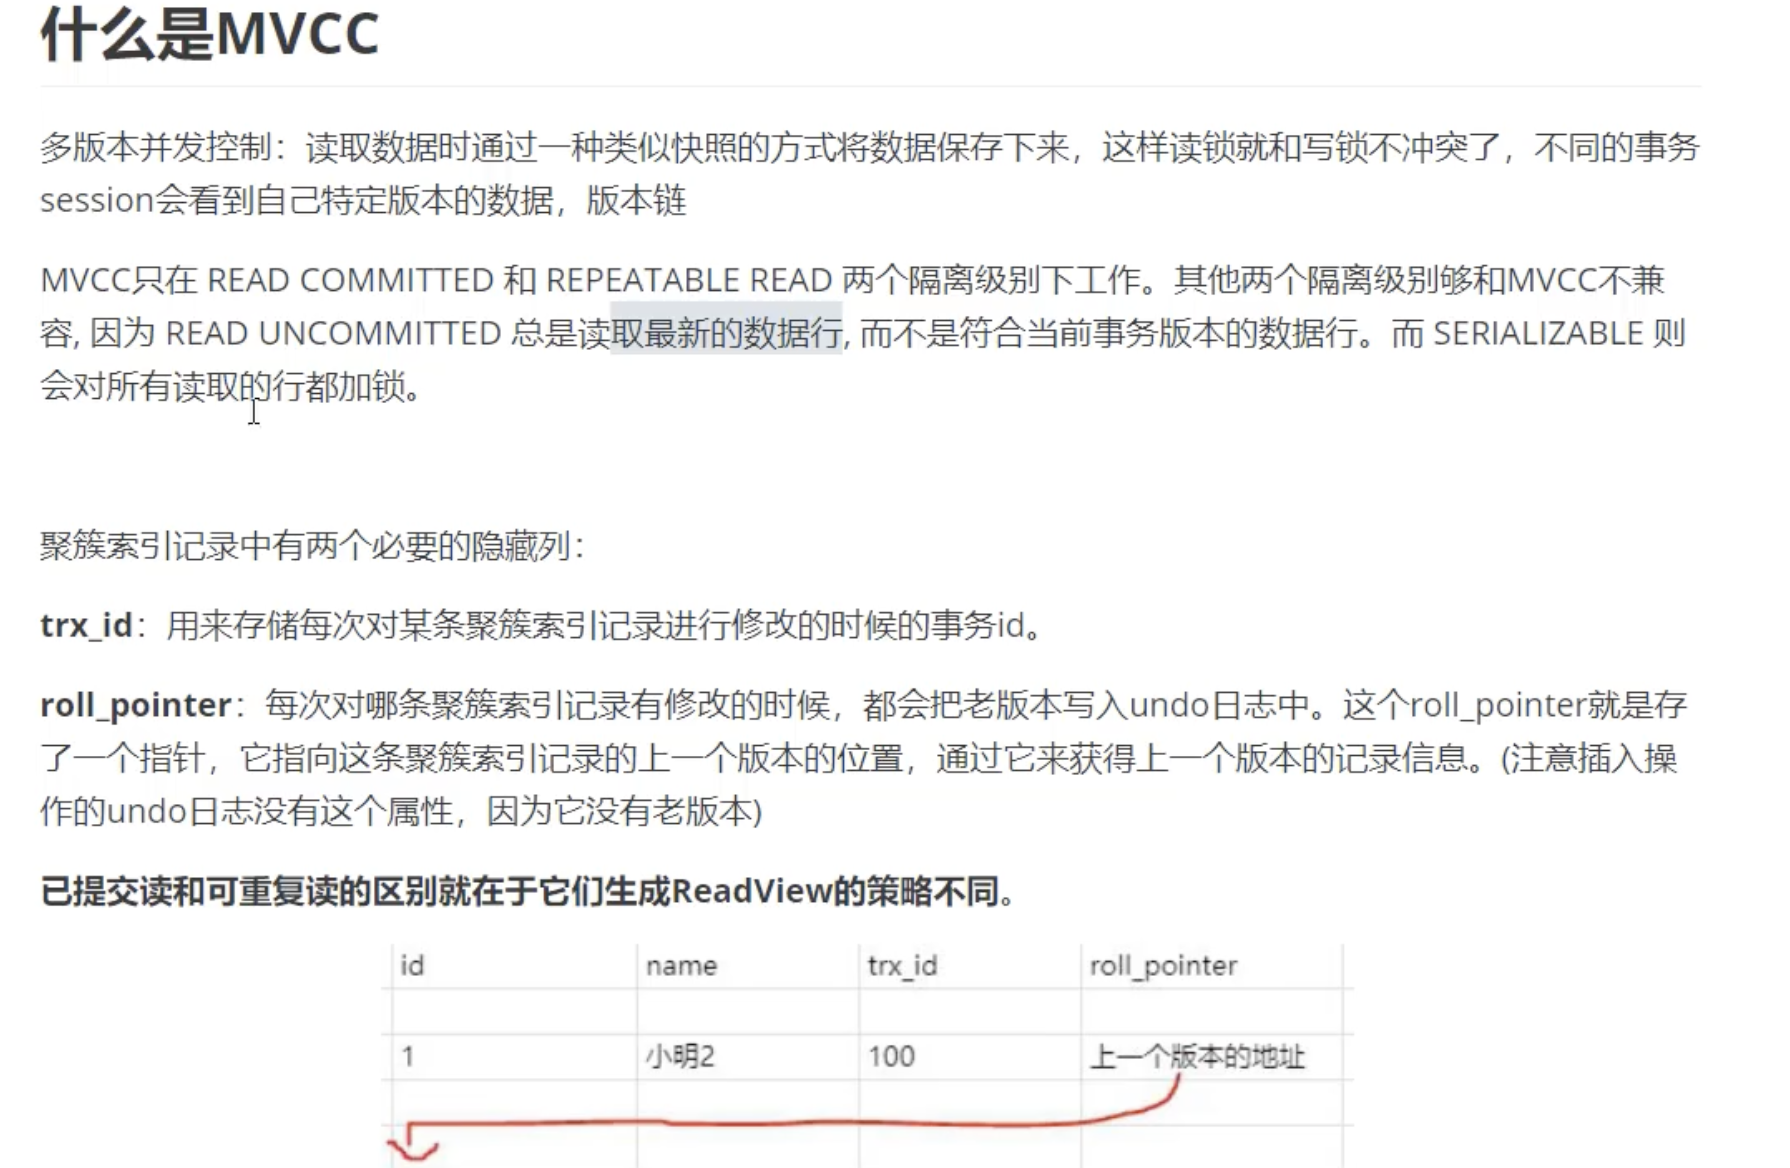 什么是MVCC
多版本并发控制：读取数据时通过一种类似快照的方式将数据保存下来，这样读锁就和写锁不冲突了，不同的事务
session会看到自己特定版本的数据，版本链
MVCC只在 READ COMMITTED 和 REPEATABLE READ 两个隔离级别下工作。其他两个隔离级别够和MVCC不兼
容, 因为 READ UNCOMMITTED 总是读取最新的数据行, 而不是符合当前事务版本的数据行。而 SERIALIZABLE 则
会对所有读取的行都加锁。
聚簇索引记录中有两个必要的隐藏列：
trx_id：用来存储每次对某条聚簇索引记录进行修改的时候的事务id。
roll_pointer：每次对哪条聚簇索引记录有修改的时候，都会把老版本写入undo日志中。这个roll_pointer就是存
了一个指针，它指向这条聚簇索引记录的上一个版本的位置，通过它来获得上一个版本的记录信息。(注意插入操
作的undo日志没有这个属性，因为它没有老版本)
已提交读和可重复读的区别就在于它们生成ReadView的策略不同。
id name trx_id roll_pointer
1 小明2 100 上一个版本的地址